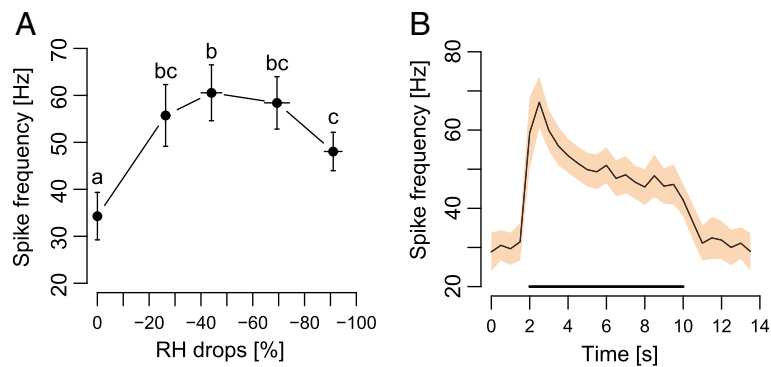 A
Spike frequency [Hz]
70
60
50
40
30
20
a
bc
b
bc
c
0
−20
−40
−60
−80
−100
RH drops [%]
B
Spike frequency [Hz]
80
60
40
20
0
2
4
6
8
10
12
14
Time [s]